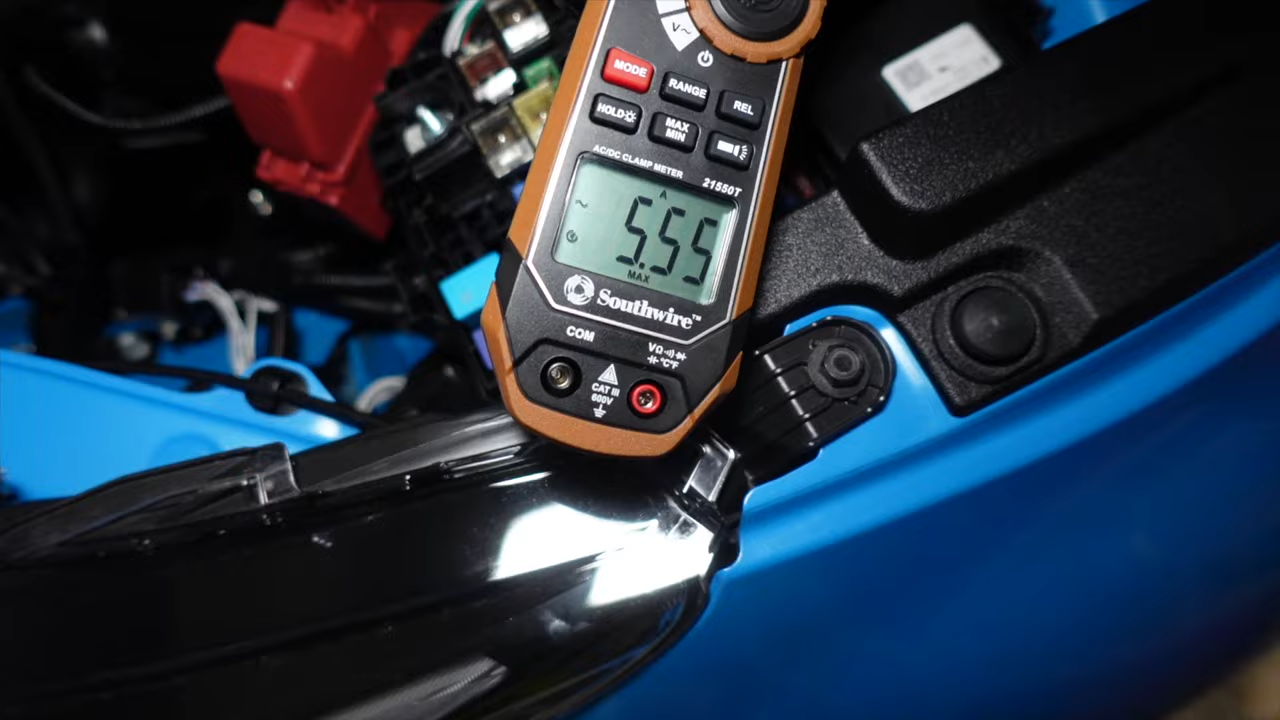 V~
MODE
RANGE
REL
HOLD
MAX
MIN
AC/DC CLAMP METER
21550T
A
~
5.55
MAX
Southwire™
COM
VΩ
°C°F
CAT III
600V